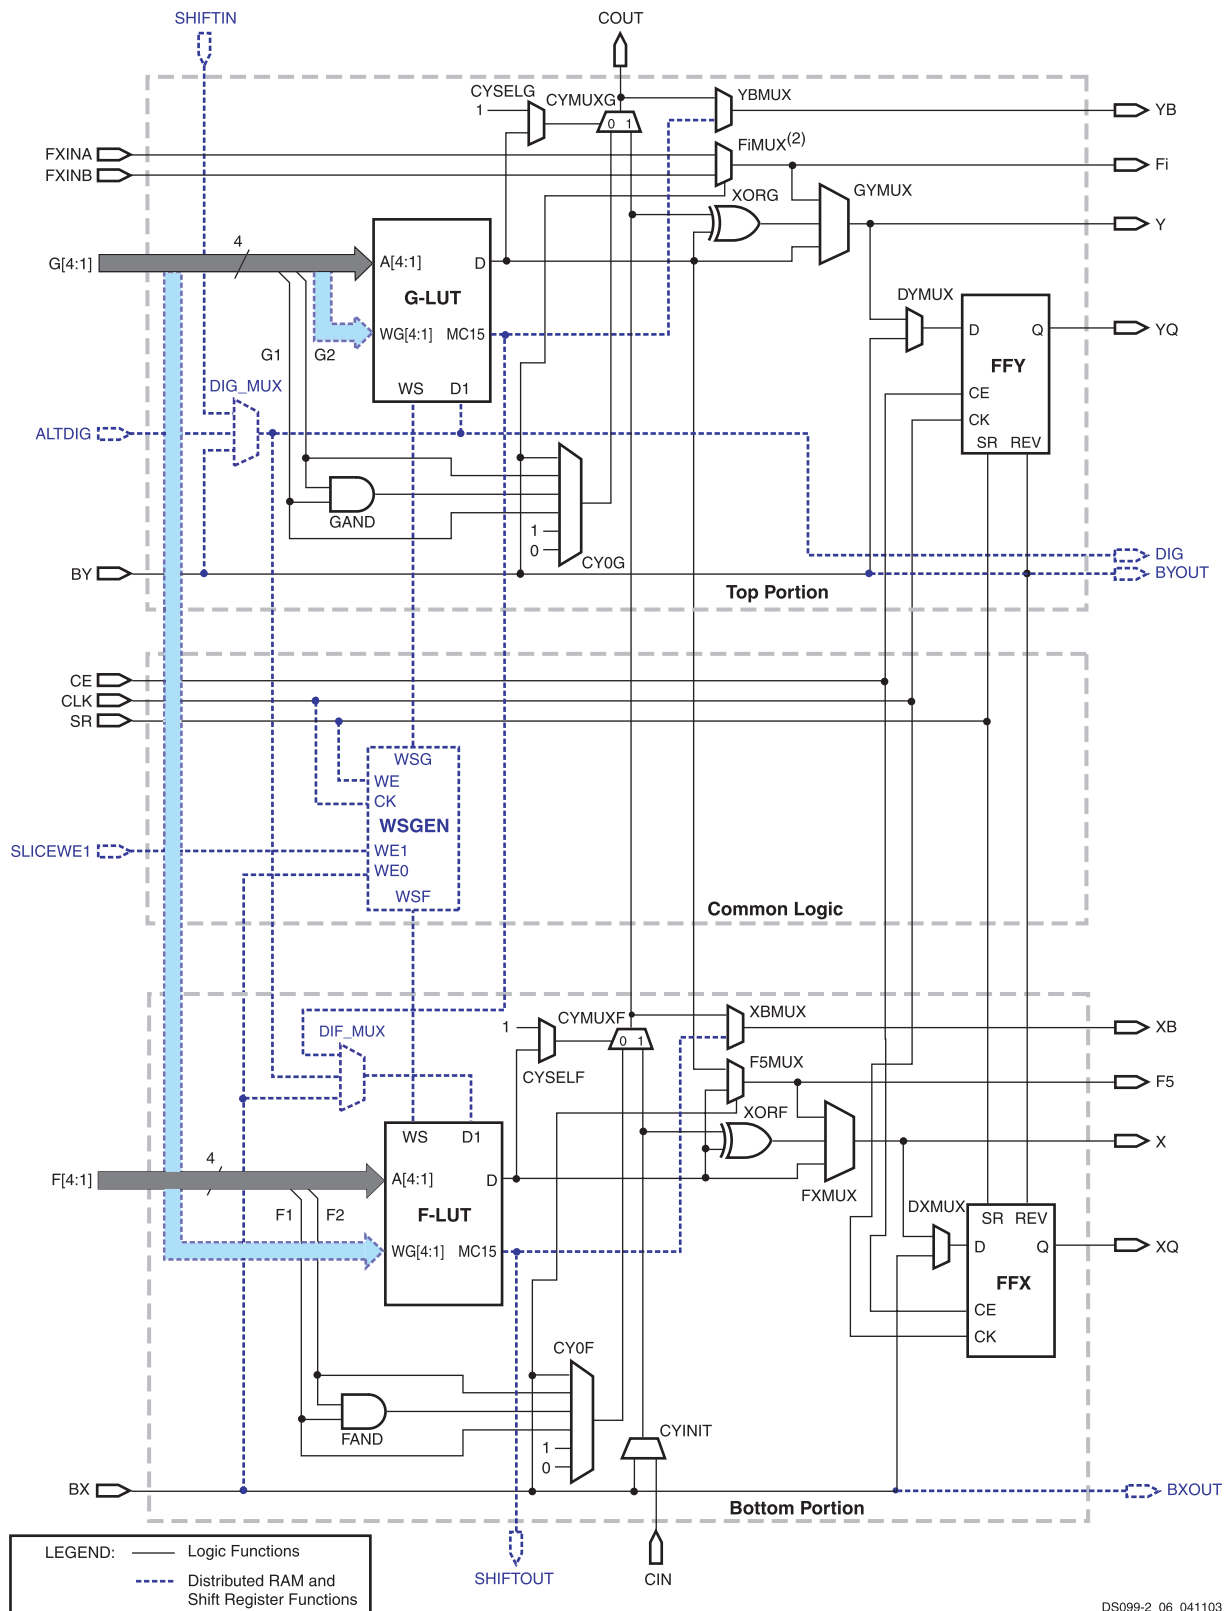 SHIFTIN
COUT
CYSELG
1
CYMUXG
0 1
YBMUX
YB
FXINA
FXINB
FiMUX(2)
Fi
XORG
GYMUX
Y
G[4:1]
4
A[4:1]
D
G-LUT
WG[4:1]
MC15
WS
D1
G1
G2
DYMUX
D
Q
FFY
CE
CK
SR
REV
YQ
DIG_MUX
ALTDIG
GAND
1
0
CY0G
DIG
BY
BYOUT
Top Portion
CE
CLK
SR
WSG
WE
CK
WSGEN
WE1
WE0
WSF
SLICEWE1
Common Logic
DIF_MUX
1
CYMUXF
0 1
CYSELF
XBMUX
XB
F5MUX
F5
XORF
X
FXMUX
WS
D1
F[4:1]
4
A[4:1]
D
F-LUT
WG[4:1]
MC15
F1
F2
DXMUX
SR
REV
D
Q
FFX
CE
CK
XQ
CY0F
FAND
1
0
CYINIT
BX
BXOUT
Bottom Portion
SHIFTOUT
CIN
LEGEND:
Logic Functions
Distributed RAM and
Shift Register Functions
DS099-2_06_041103